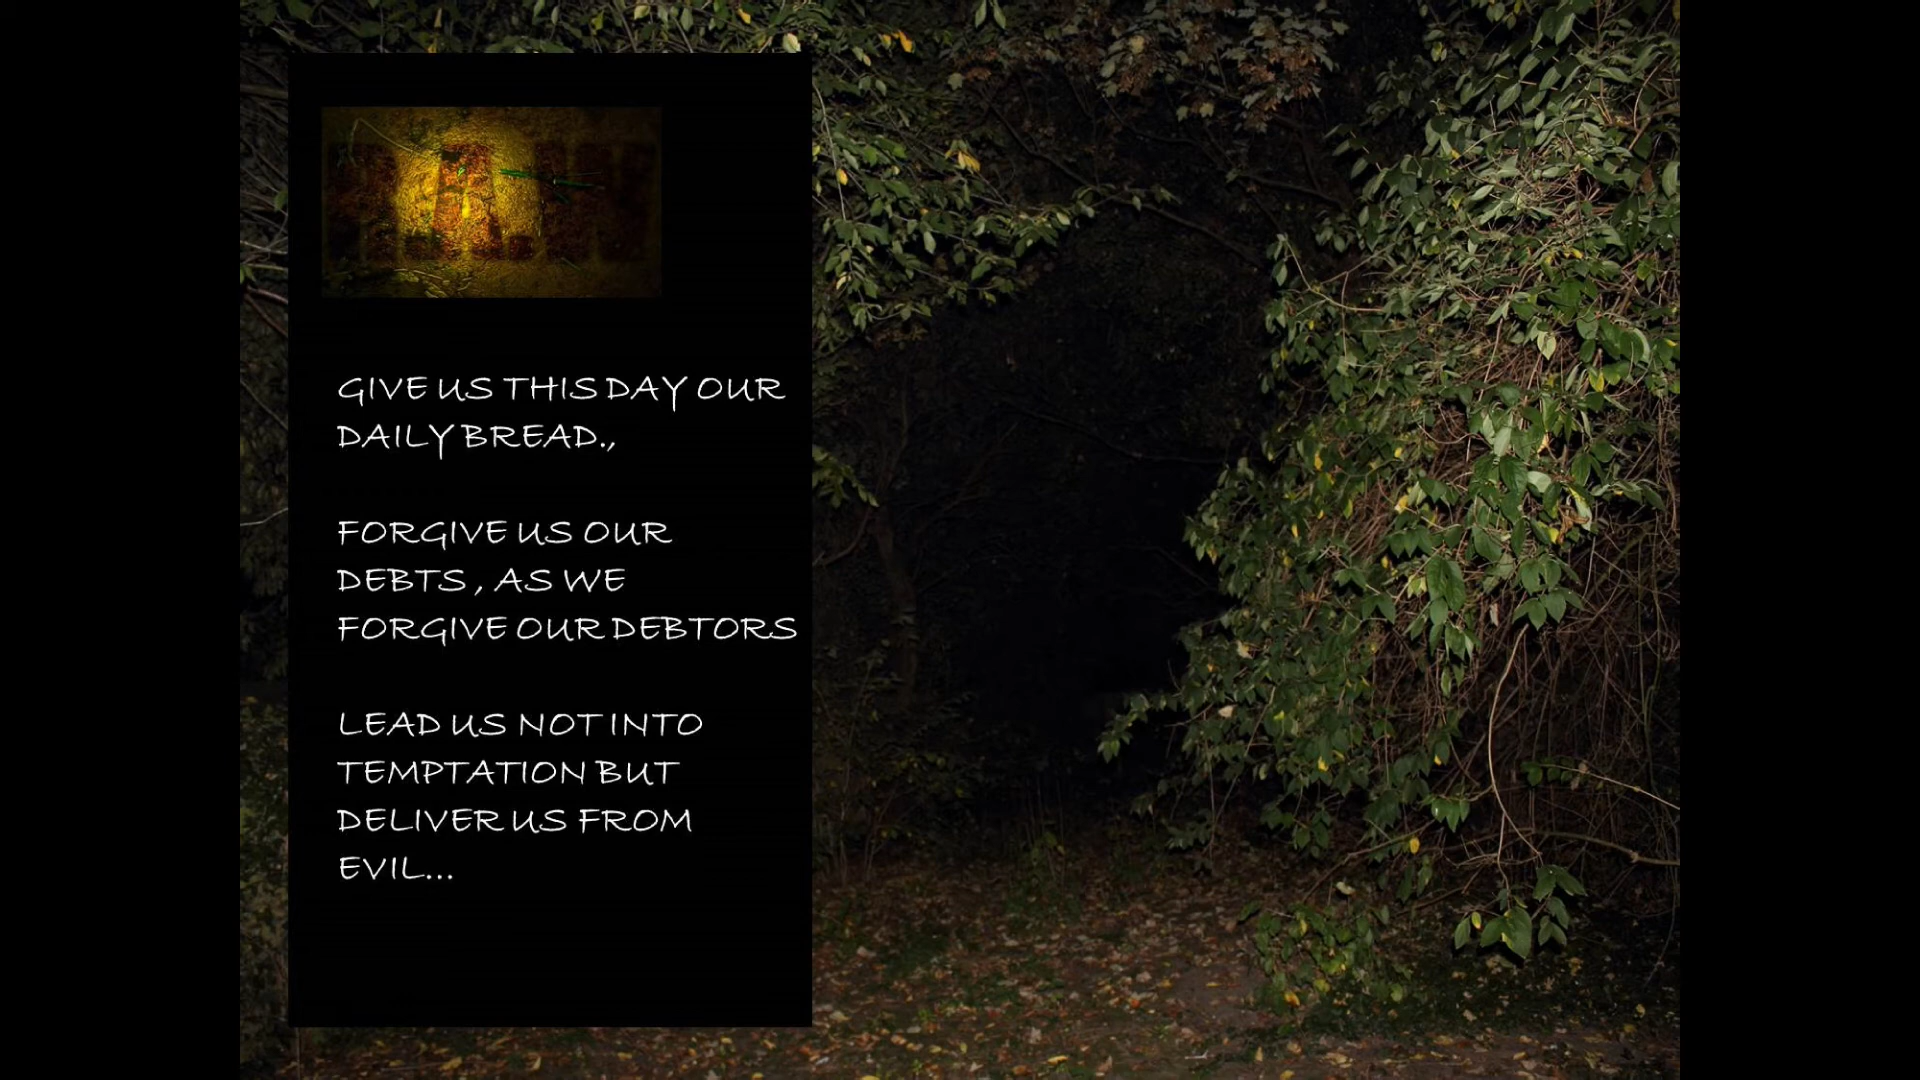 GIVE US THIS DAY OUR
DAILY BREAD.,
FORGIVE US OUR
DEBTS , AS WE
FORGIVE OUR DEBTORS
LEAD US NOT INTO
TEMPTATION BUT
DELIVER US FROM
EVIL...